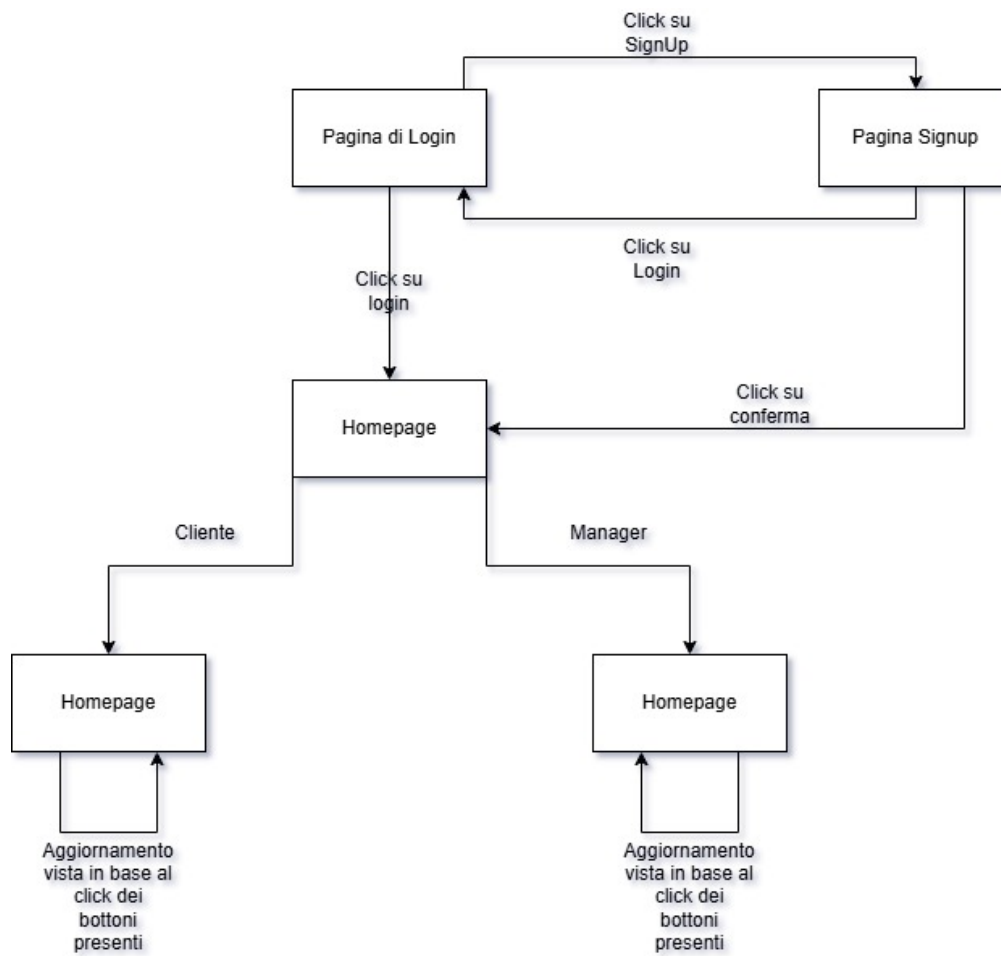 Click su
SignUp
Pagina di Login
Pagina Signup
Click su
Login
Click su
login
Click su
conferma
Homepage
Cliente
Manager
Homepage
Homepage
Aggiornamento
vista in base al
click dei
bottoni
presenti
Aggiornamento
vista in base al
click dei
bottoni
presenti